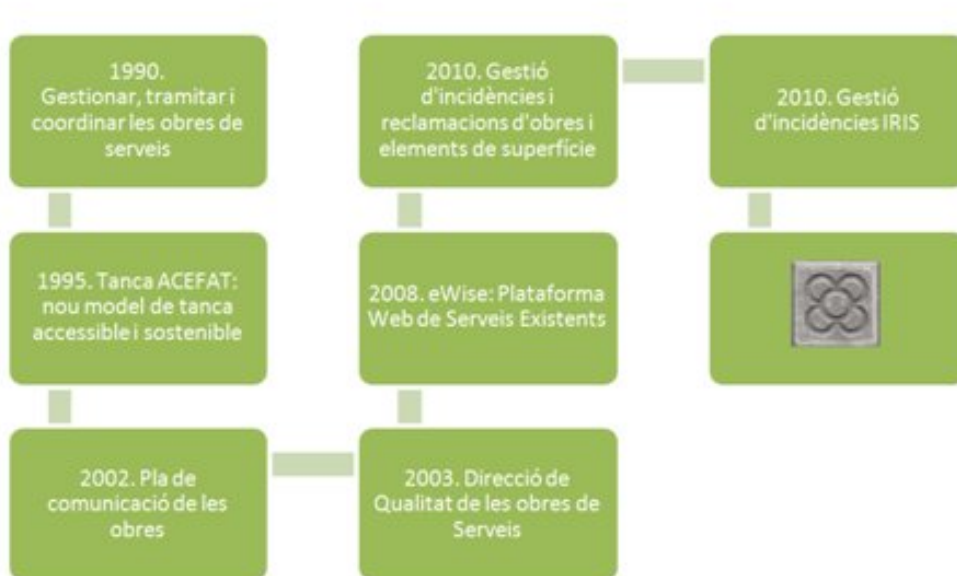 1990.
Gestionar, tramitar i
coordinar les obres de
serveis
1995. Tanca ACEFAT:
nou model de tanca
accessible i sostenible
2002. Pla de
comunicació de les
obres
2003. Direcció de
Qualitat de les obres de
Serveis
2008. eWise: Plataforma
Web de Serveis Existents
2010. Gestió
d'incidències i
reclamacions d'obres i
elements de superfície
2010. Gestió
d'incidències IRIS